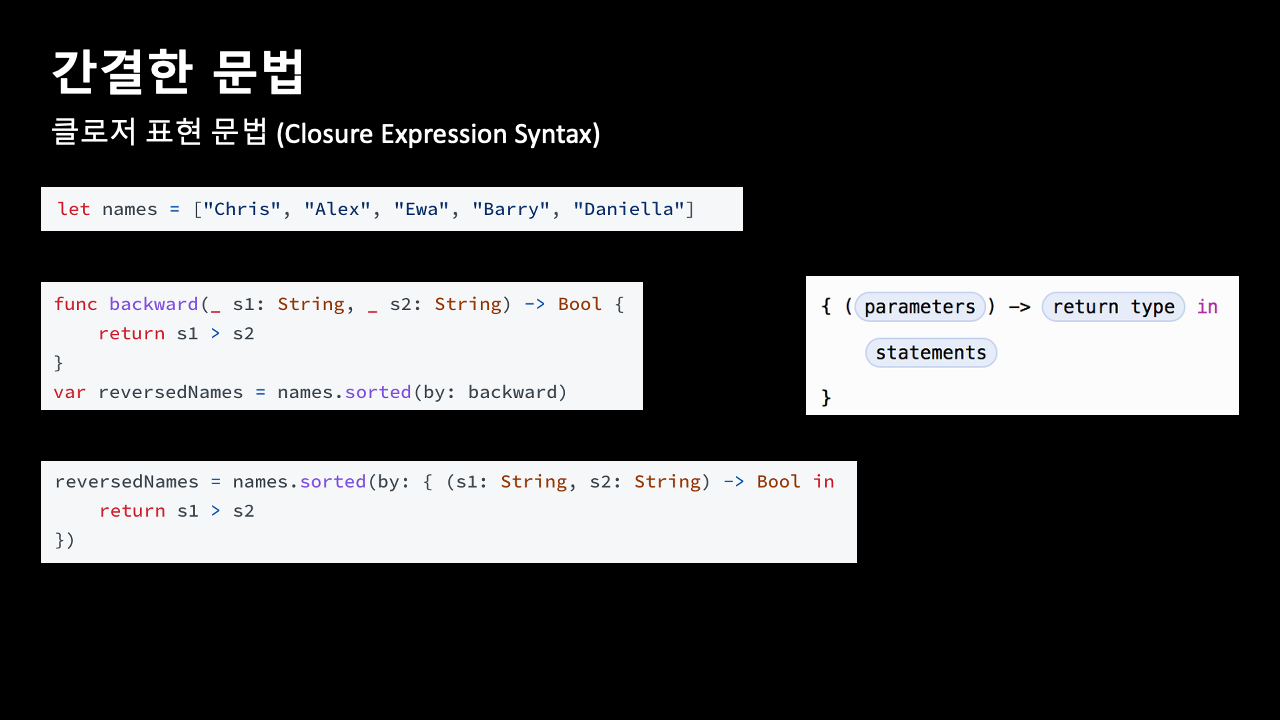 간결한 문법
클로저 표현 문법 (Closure Expression Syntax)
let names = ["Chris", "Alex", "Ewa", "Barry", "Daniella"]
func backward(_ s1: String, _ s2: String) -> Bool {
    return s1 > s2
}
var reversedNames = names.sorted(by: backward)
{ (parameters) -> return type in
    statements
}
reversedNames = names.sorted(by: { (s1: String, s2: String) -> Bool in
    return s1 > s2
})